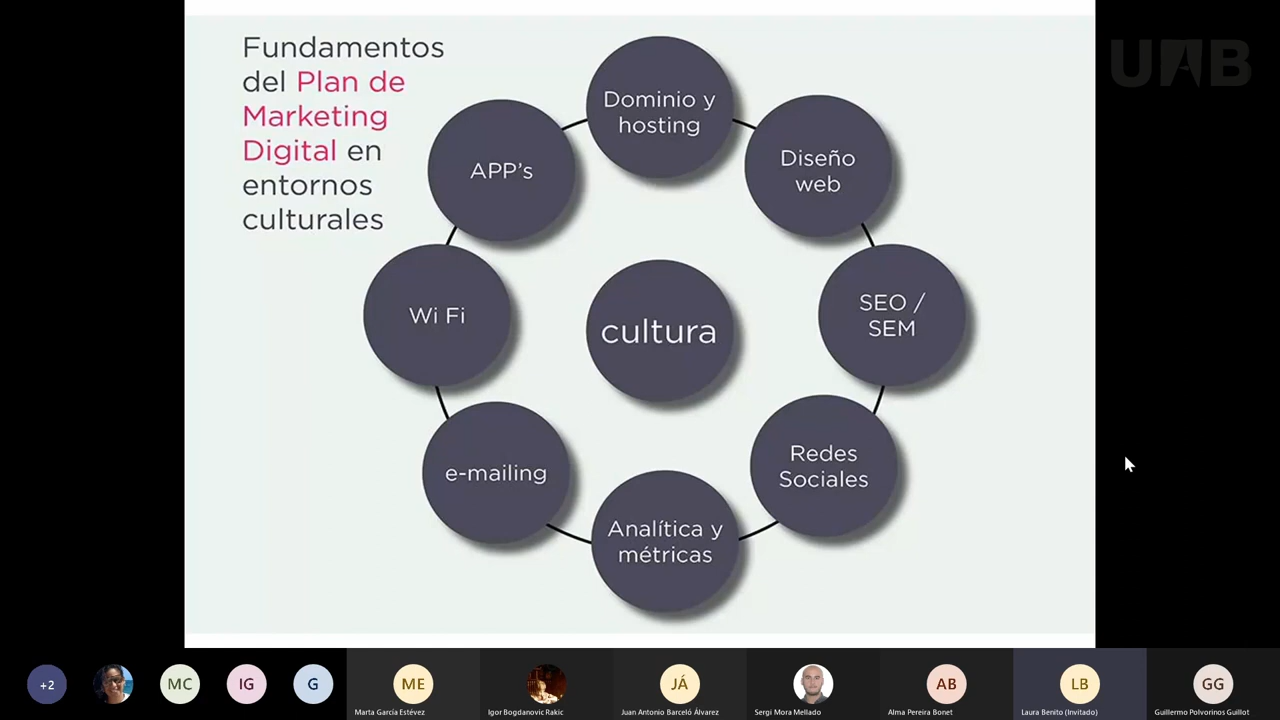 Fundamentos
del Plan de
Marketing
Digital en
entornos
culturales
UAB
Dominio y
hosting
Diseño
web
SEO /
SEM
Redes
Sociales
Analítica y
métricas
e-mailing
Wi Fi
APP's
cultura
+2
MC
IG
G
ME
Marta García Estévez
Igor Bogdanovic Rakic
JÁ
Juan Antonio Barceló Álvarez
Sergi Mora Mellado
AB
Alma Pereira Bonet
LB
Laura Benito (Invitado)
GG
Guillermo Polvorinos Guillot